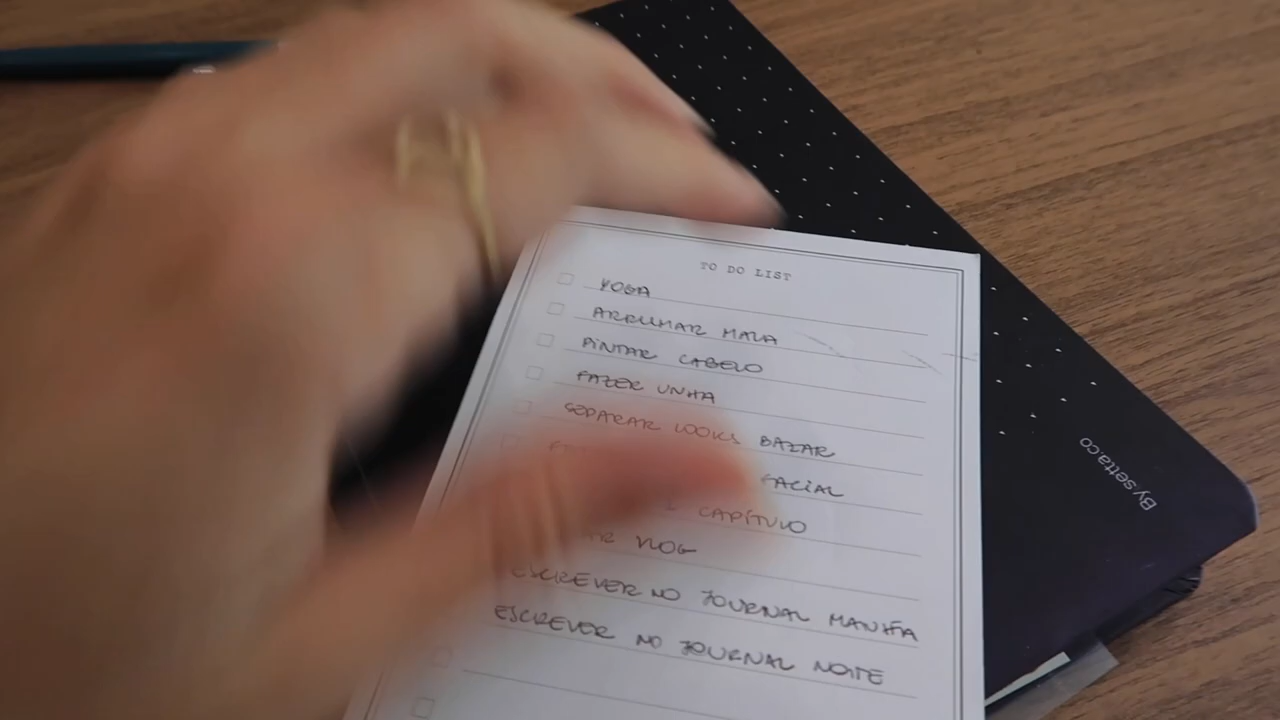 TO DO LIST
YOGA
ARRUMAR MALA
PINTAR CABELO
FAZER UNHA
SEPARAR LOOKS BAZAR
FACIAL
CAPÍTULO
VLOG
ESCREVER NO JOURNAL MANHÃ
ESCREVER NO JOURNAL NOITE
By setta.co